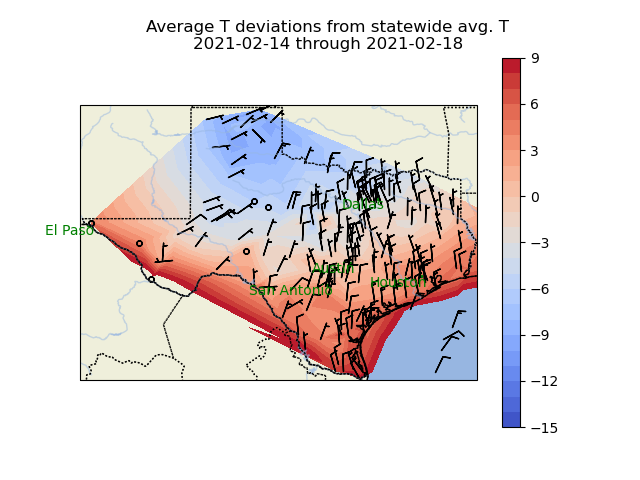 Average T deviations from statewide avg. T
2021-02-14 through 2021-02-18
9
6
3
0
−3
−6
−9
−12
−15
El Paso
Dallas
Austin
San Antonio
Houston